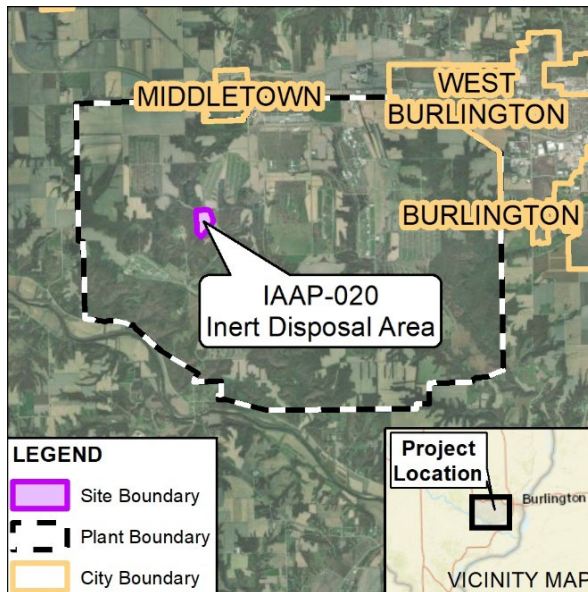 MIDDLETOWN
WEST
BURLINGTON
BURLINGTON
IAAP-020
Inert Disposal Area
LEGEND
Site Boundary
Plant Boundary
City Boundary
Project
Location
Burlington
VICINITY MAP